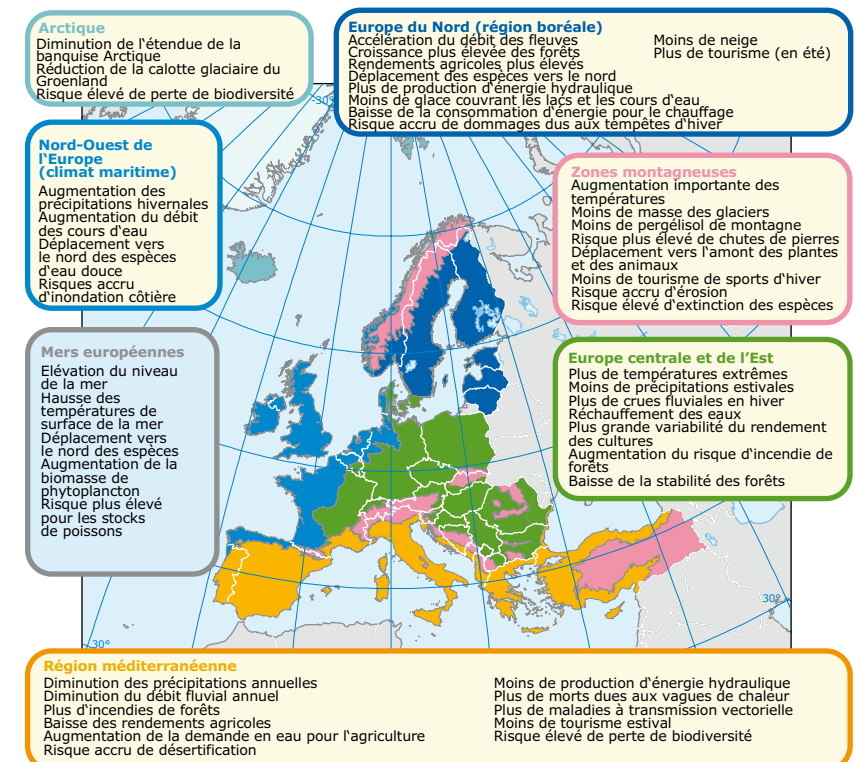 Arctique
Diminution de l'étendue de la
banquise Arctique
Réduction de la calotte glaciaire du
Groenland
Risque élevé de perte de biodiversité
Europe du Nord (région boréale)
Accélération du débit des fleuves
Croissance plus élevée des forêts
Rendements agricoles plus élevés
Déplacement des espèces vers le nord
Plus de production d'énergie hydraulique
Moins de glace couvrant les lacs et les cours d'eau
Baisse de la consommation d'énergie pour le chauffage
Risque accru de dommages dus aux tempêtes d'hiver
Moins de neige
Plus de tourisme (en été)
-30°
Nord-Ouest de
l'Europe
(climat maritime)
Augmentation des
précipitations hivernales
Augmentation du débit
des cours d'eau
Déplacement vers
le nord des espèces
d'eau douce
Risques accru
d'inondation côtière
Zones montagneuses
Augmentation importante des
températures
Moins de masse des glaciers
Moins de pergélisol de montagne
Risque plus élevé de chutes de pierres
Déplacement vers l'amont des plantes
et des animaux
Moins de tourisme de sports d'hiver
Risque accru d'érosion
Risque élevé d'extinction des espèces
Mers européennes
Elévation du niveau
de la mer
Hausse des
températures de
surface de la mer
Déplacement vers
le nord des espèces
Augmentation de la
biomasse de
phytoplancton
Risque plus élevé
pour les stocks
de poissons
Europe centrale et de l'Est
Plus de températures extrêmes
Moins de précipitations estivales
Plus de crues fluviales en hiver
Réchauffement des eaux
Plus grande variabilité du rendement
des cultures
Augmentation du risque d'incendie de
forêts
Baisse de la stabilité des forêts
30°
30°
Région méditerranéenne
Diminution des précipitations annuelles
Diminution du débit fluvial annuel
Plus d'incendies de forêts
Baisse des rendements agricoles
Augmentation de la demande en eau pour l'agriculture
Risque accru de désertification
Moins de production d'énergie hydraulique
Plus de morts dues aux vagues de chaleur
Plus de maladies à transmission vectorielle
Moins de tourisme estival
Risque élevé de perte de biodiversité